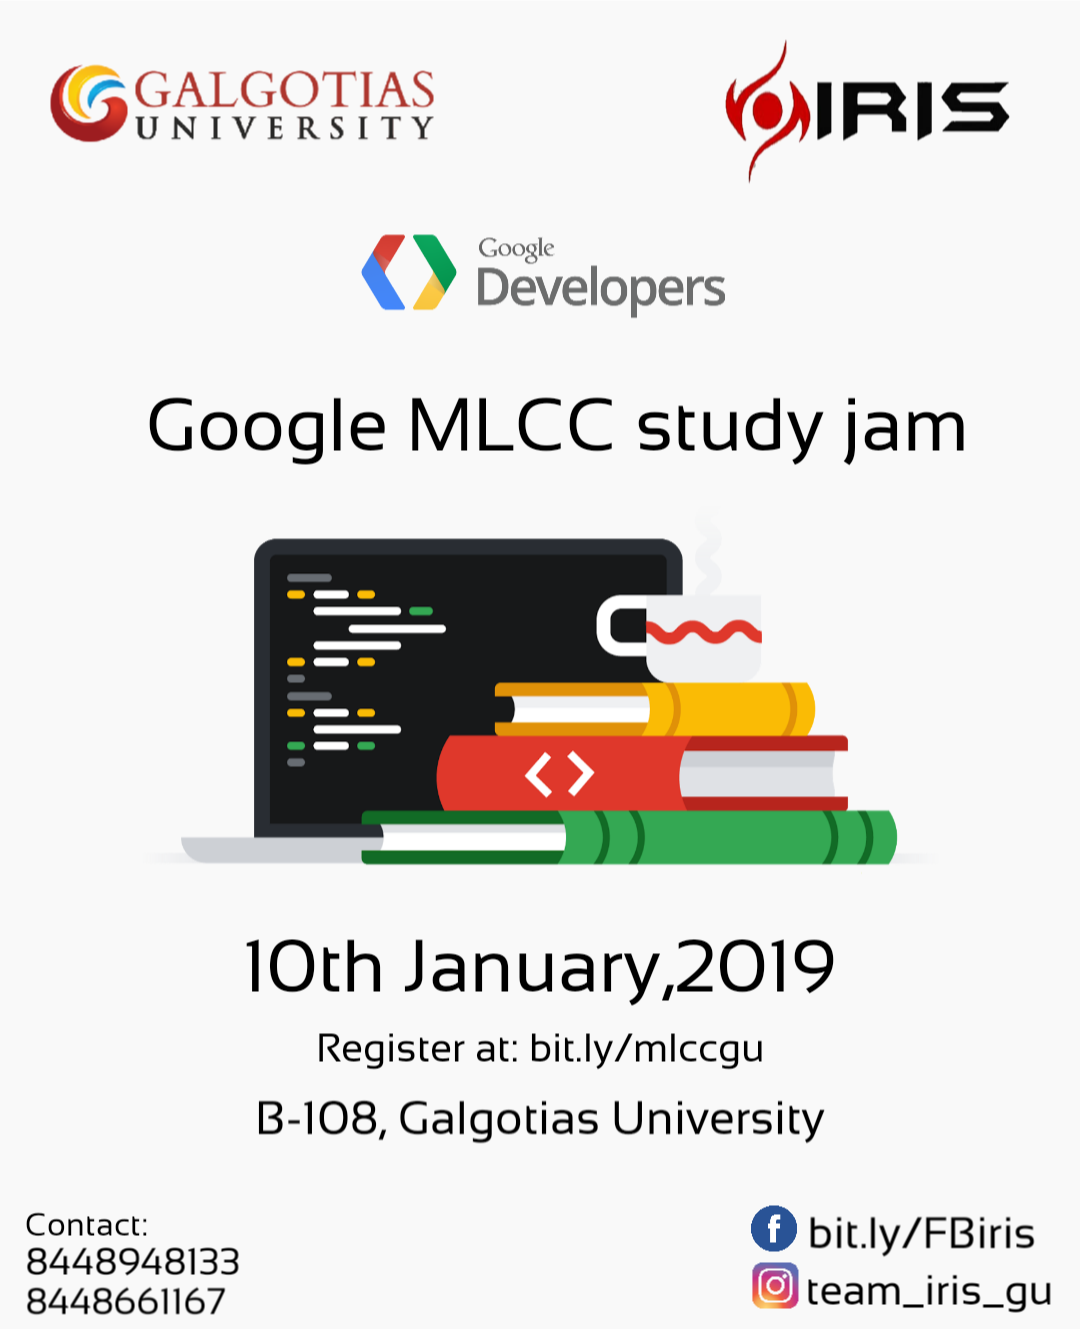 GALGOTIAS
UNIVERSITY
IRIS
Google
Developers
Google MLCC study jam
10th January,2019
Register at: bit.ly/mlccgu
B-108, Galgotias University
Contact:
8448948133
8448661167
bit.ly/FBiris
team_iris_gu